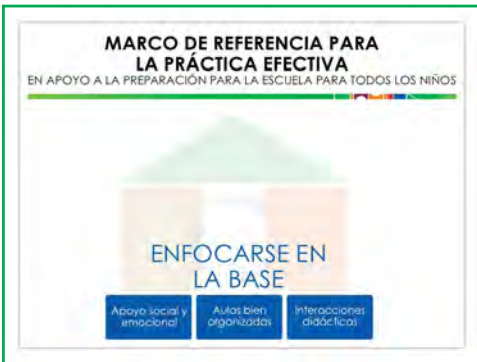 MARCO DE REFERENCIA PARA
LA PRÁCTICA EFECTIVA
EN APOYO A LA PREPARACIÓN PARA LA ESCUELA PARA TODOS LOS NIÑOS
ENFOCARSE EN
LA BASE
Apoyo social y
emocional
Aulas bien
organizadas
Interacciones
didácticas